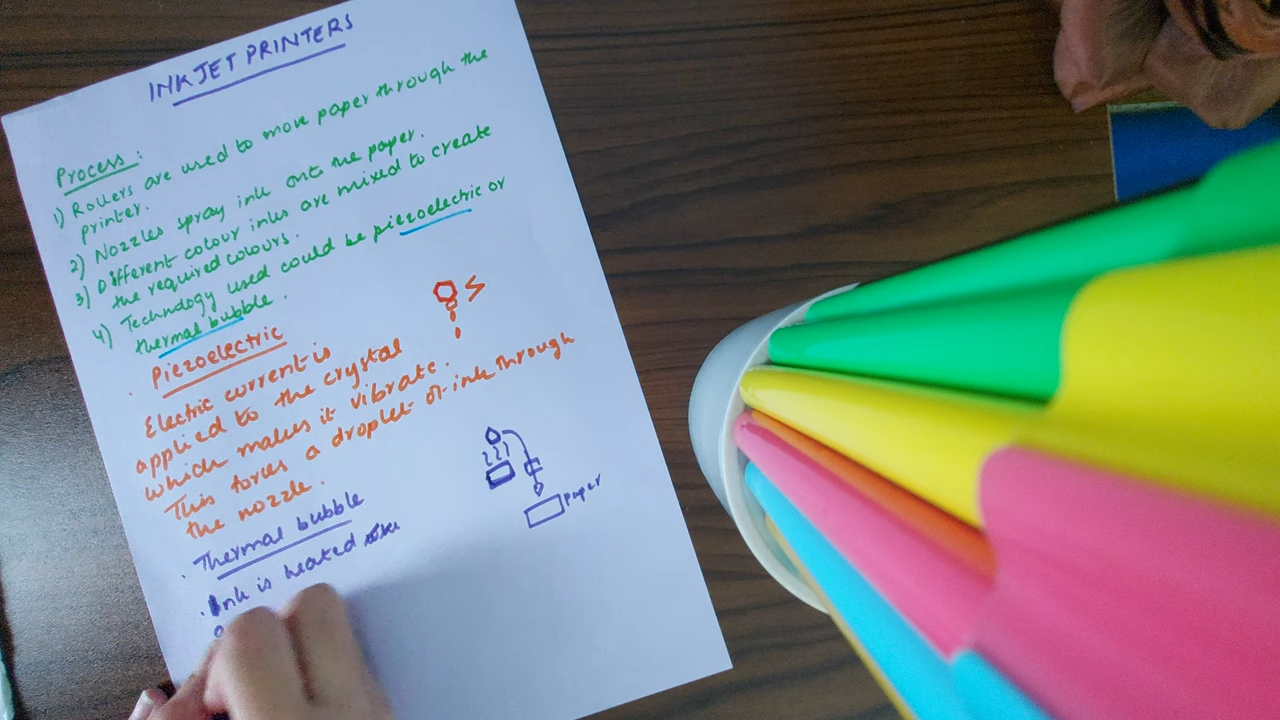 INKJET PRINTERS
Process:
1) Rollers are used to move paper through the
printer.
2) Nozzles spray ink onto the paper.
3) Different colour inks are mixed to create
the required colours.
4) Technology used could be piezoelectric or
thermal bubble.
. Piezoelectric
Electric current is
applied to the crystal
which makes it vibrate.
This forces a droplet of ink through
the nozzle.
Paper
. Thermal bubble
. Ink is heated